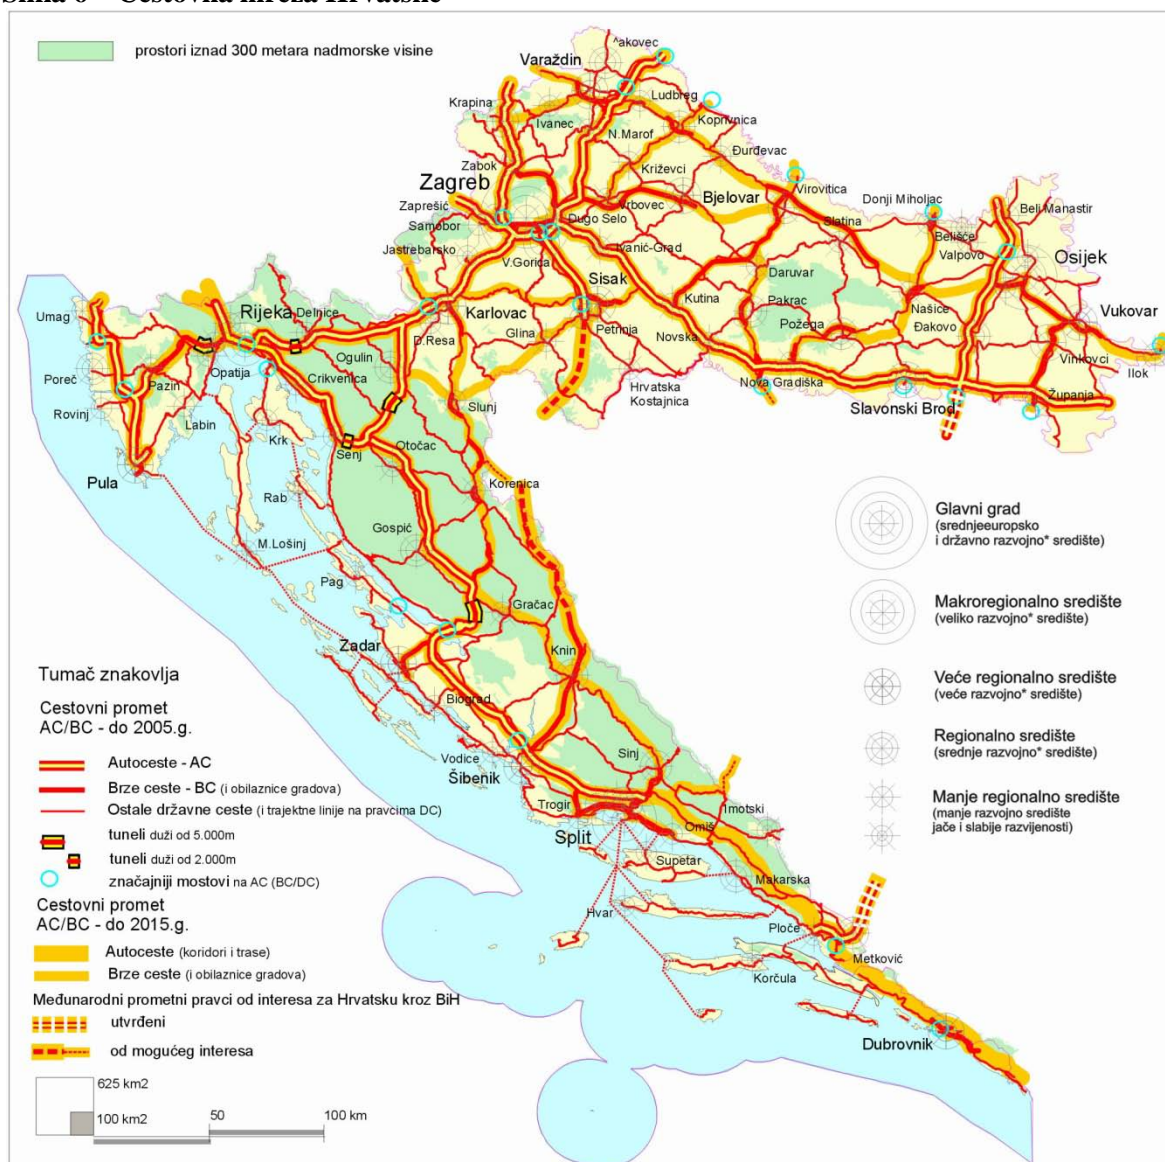 Slika 6 – Cestovna mreža Hrvatske
prostori iznad 300 metara nadmorske visine
^akovec
Varaždin
Ludbreg
Krapina
Ivanec
Koprivnica
N.Marof
Đurđevac
Zabok
Križevci
Zagreb
Virovitica
Bjelovar
Donji Miholjac
Beli Manastir
Zaprešić
Vrbovec
Dugo Selo
Slatina
Samobor
Belišće
Jastrebarsko
Ivanić-Grad
Valpovo
Osijek
V.Gorica
Sisak
Daruvar
Kutina
Pakrac
Našice
Vukovar
Umag
Rijeka
Delnice
Karlovac
Požega
Đakovo
Glina
Petrinja
D.Resa
Novska
Vinkovci
Ogulin
Ilok
Poreč
Opatija
Pazin
Crikvenica
Nova Gradiška
Hrvatska
Kostajnica
Županja
Rovinj
Slunj
Slavonski Brod
Labin
Krk
Otočac
Senj
Pula
Korenica
Rab
Gospić
M.Lošinj
Pag
Gračac
Zadar
Knin
Biograd
Vodice
Sinj
Šibenik
Trogir
Imotski
Split
Omiš
Supetar
Makarska
Hvar
Ploče
Metković
Korčula
Dubrovnik
Glavni grad
(srednjeeuropsko
i državno razvojno* središte)
Makroregionalno središte
(veliko razvojno* središte)
Veće regionalno središte
(veće razvojno* središte)
Regionalno središte
(srednje razvojno* središte)
Manje regionalno središte
(manje razvojno središte
jače i slabije razvijenosti)
Tumač znakovlja
Cestovni promet
AC/BC - do 2005.g.
Autoceste - AC
Brze ceste - BC (i obilaznice gradova)
Ostale državne ceste (i trajektne linije na pravcima DC)
tuneli duži od 5.000m
tuneli duži od 2.000m
značajniji mostovi na AC (BC/DC)
Cestovni promet
AC/BC - do 2015.g.
Autoceste (koridori i trase)
Brze ceste (i obilaznice gradova)
Međunarodni prometni pravci od interesa za Hrvatsku kroz BiH
utvrđeni
od mogućeg interesa
625 km2
100 km2
50
100 km